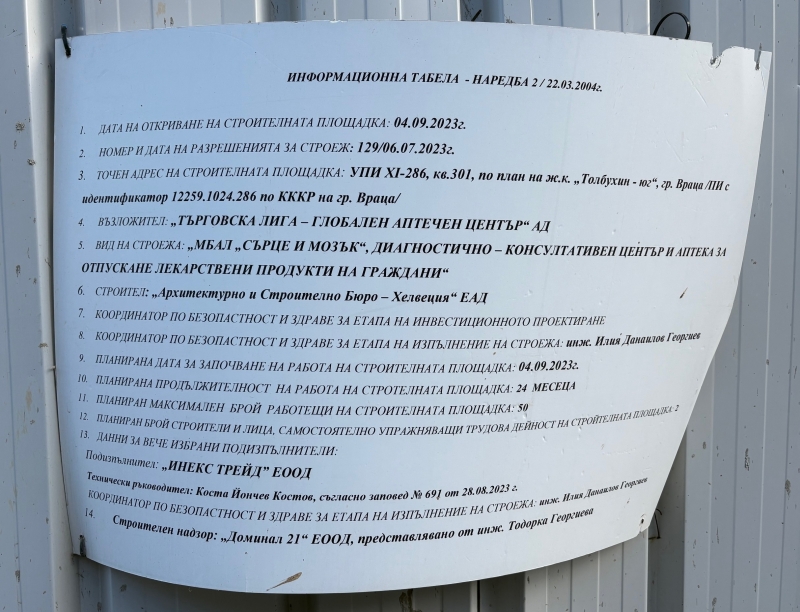 ИНФОРМАЦИОННА ТАБЕЛА - НАРЕДБА 2 / 22.03.2004г.
1. ДАТА НА ОТКРИВАНЕ НА СТРОИТЕЛНАТА ПЛОЩАДКА: 04.09.2023г.
2. НОМЕР И ДАТА НА РАЗРЕШЕНИЯТА ЗА СТРОЕЖ: 129/06.07.2023г.
3. ТОЧЕН АДРЕС НА СТРОИТЕЛНАТА ПЛОЩАДКА: УПИ XI-286, кв.301, по план на ж.к. „Толбухин - юг“, гр. Враца /ПИ с
идентификатор 12259.1024.286 по КККР на гр. Враца/
4. ВЪЗЛОЖИТЕЛ: „ТЪРГОВСКА ЛИГА – ГЛОБАЛЕН АПТЕЧЕН ЦЕНТЪР“ АД
5. ВИД НА СТРОЕЖА: „МБАЛ „СЪРЦЕ И МОЗЪК“, ДИАГНОСТИЧНО – КОНСУЛТАТИВЕН ЦЕНТЪР И АПТЕКА ЗА
ОТПУСКАНЕ ЛЕКАРСТВЕНИ ПРОДУКТИ НА ГРАЖДАНИ“
6. СТРОИТЕЛ: „Архитектурно и Строително Бюро – Хелвеция“ ЕАД
7. КООРДИНАТОР ПО БЕЗОПАСТНОСТ И ЗДРАВЕ ЗА ЕТАПА НА ИНВЕСТИЦИОННОТО ПРОЕКТИРАНЕ
8. КООРДИНАТОР ПО БЕЗОПАСТНОСТ И ЗДРАВЕ ЗА ЕТАПА НА ИЗПЪЛНЕНИЕ НА СТРОЕЖА: инж. Илия Данаилов Георгиев
9. ПЛАНИРАНА ДАТА ЗА ЗАПОЧВАНЕ НА РАБОТА НА СТРОИТЕЛНАТА ПЛОЩАДКА: 04.09.2023г.
10. ПЛАНИРАНА ПРОДЪЛЖИТЕЛНОСТ НА РАБОТА НА СТРОТЕЛНАТА ПЛОЩАДКА: 24 МЕСЕЦА
11. ПЛАНИРАН МАКСИМАЛЕН БРОЙ РАБОТЕЩИ НА СТРОИТЕЛНАТА ПЛОЩАДКА: 50
12. ПЛАНИРАН БРОЙ СТРОИТЕЛИ И ЛИЦА, САМОСТОЯТЕЛНО УПРАЖНЯВАЩИ ТРУДОВА ДЕЙНОСТ НА СТРОИТЕЛНАТА ПЛОЩАДКА: 2
13. ДАННИ ЗА ВЕЧЕ ИЗБРАНИ ПОДИЗПЪЛНИТЕЛИ:
Подизпълнител: „ИНЕКС ТРЕЙД” ЕООД
Технически ръководител: Коста Йончев Костов, съгласно заповед № 691 от 28.08.2023 г.
КООРДИНАТОР ПО БЕЗОПАСТНОСТ И ЗДРАВЕ ЗА ЕТАПА НА ИЗПЪЛНЕНИЕ НА СТРОЕЖА: инж. Илия Данаилов Георгиев
14. Строителен надзор: „Доминал 21“ ЕООД, представлявано от инж. Тодорка Георгиева